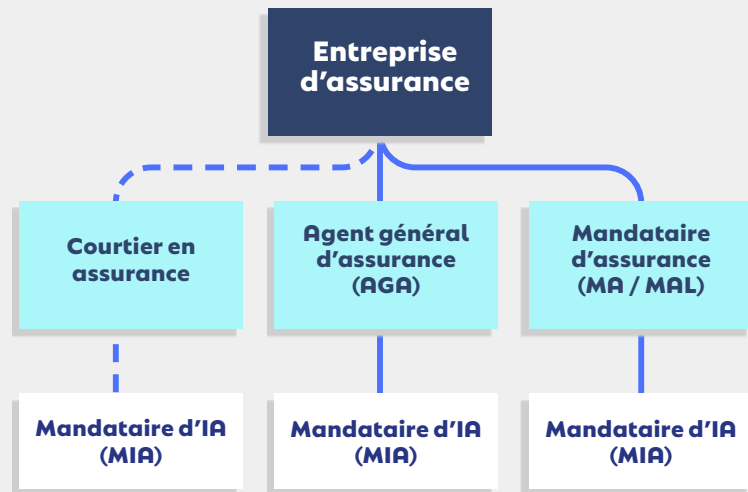 Entreprise
d’assurance
Courtier en
assurance
Agent général
d’assurance
(AGA)
Mandataire
d’assurance
(MA / MAL)
Mandataire d’IA
(MIA)
Mandataire d’IA
(MIA)
Mandataire d’IA
(MIA)